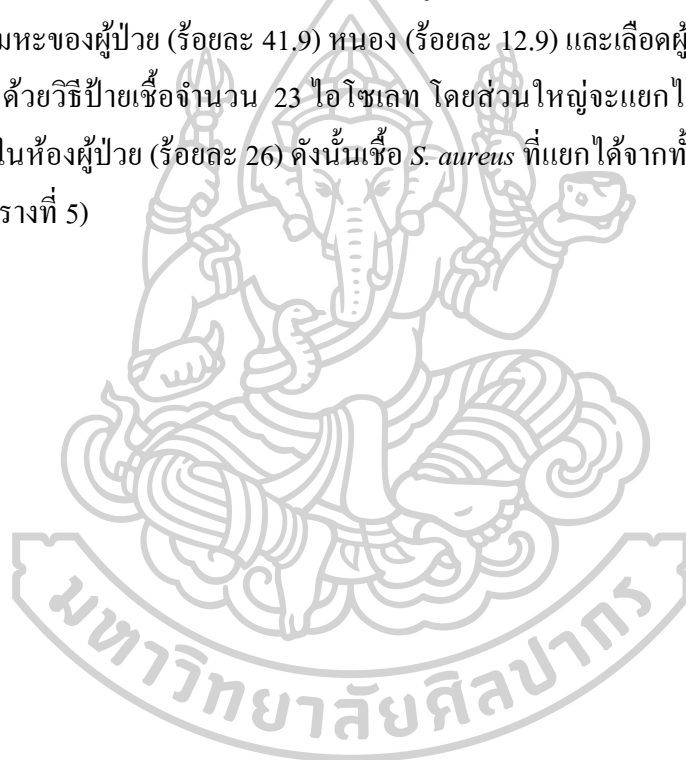 มหะของผู้ป่วย (ร้อยละ 41.9) หนอง (ร้อยละ 12.9) และเลือดผู้
ด้วยวิธีป้ายเชื้อจำนวน 23 ไอโซเลท โดยส่วนใหญ่จะแยกไ
ในห้องผู้ป่วย (ร้อยละ 26) ดังนั้นเชื้อ S. aureus ที่แยกได้จากทั้
รางที่ 5)
มหาวิทยาลัยศิลปากร